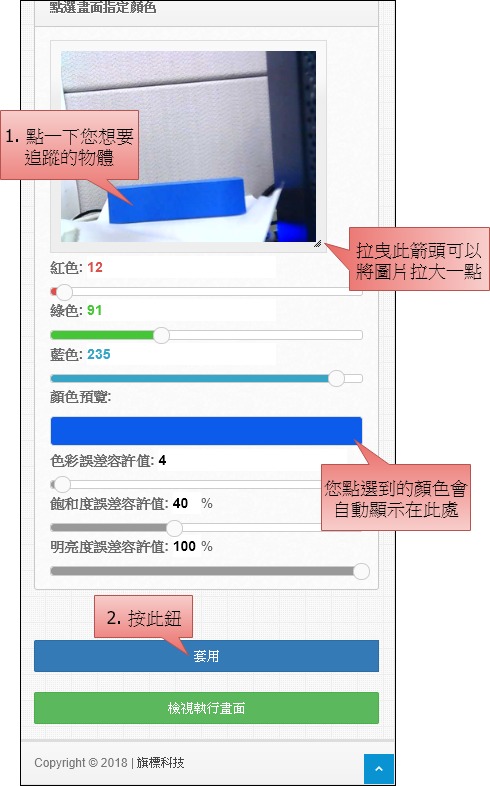 點選畫面指定顏色
1. 點一下您想要
追蹤的物體
拉曳此箭頭可以
將圖片拉大一點
紅色: 12
綠色: 91
藍色: 235
顏色預覽:
色彩誤差容許值: 4
您點選到的顏色會
自動顯示在此處
飽和度誤差容許值: 40 %
明亮度誤差容許值: 100 %
2. 按此鈕
套用
檢視執行畫面
Copyright © 2018 | 旗標科技